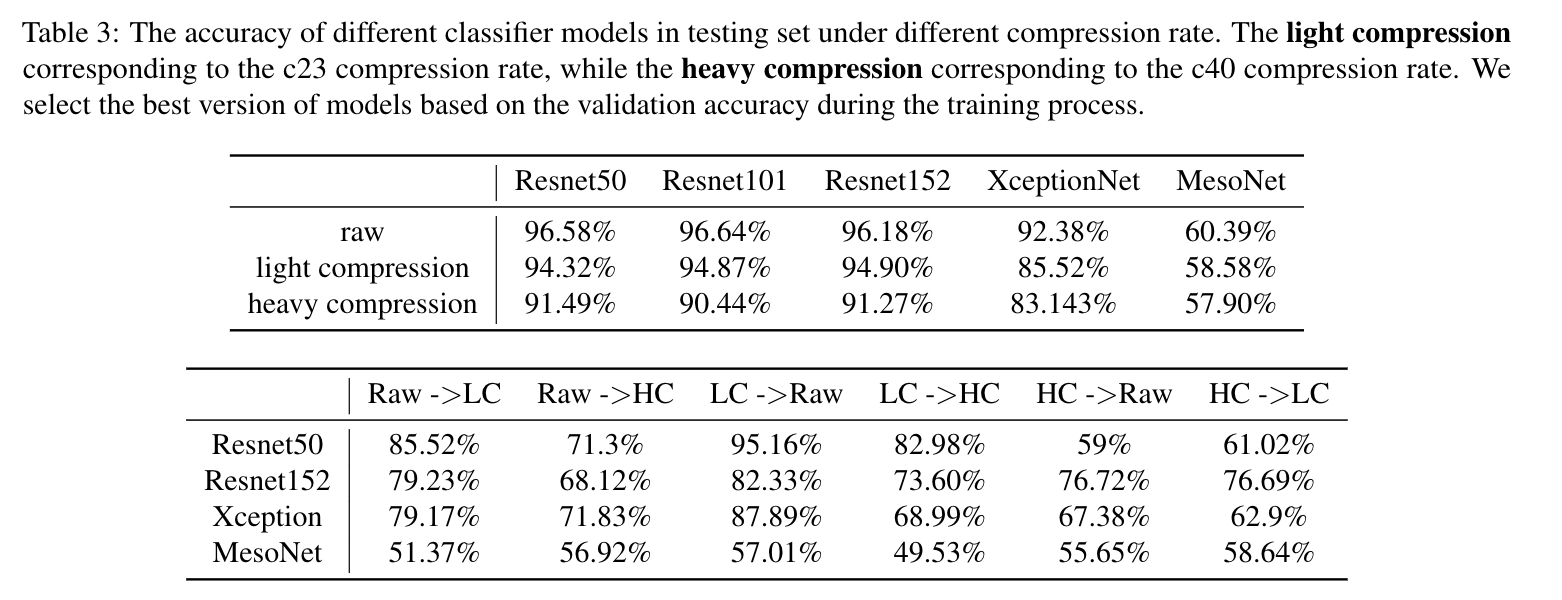 Table 3: The accuracy of different classifier models in testing set under different compression rate. The light compression
corresponding to the c23 compression rate, while the heavy compression corresponding to the c40 compression rate. We
select the best version of models based on the validation accuracy during the training process.
Resnet50 Resnet101 Resnet152 XceptionNet MesoNet
raw 96.58% 96.64% 96.18% 92.38% 60.39%
light compression 94.32% 94.87% 94.90% 85.52% 58.58%
heavy compression 91.49% 90.44% 91.27% 83.143% 57.90%
Raw ->LC Raw ->HC LC ->Raw LC ->HC HC ->Raw HC ->LC
Resnet50 85.52% 71.3% 95.16% 82.98% 59% 61.02%
Resnet152 79.23% 68.12% 82.33% 73.60% 76.72% 76.69%
Xception 79.17% 71.83% 87.89% 68.99% 67.38% 62.9%
MesoNet 51.37% 56.92% 57.01% 49.53% 55.65% 58.64%